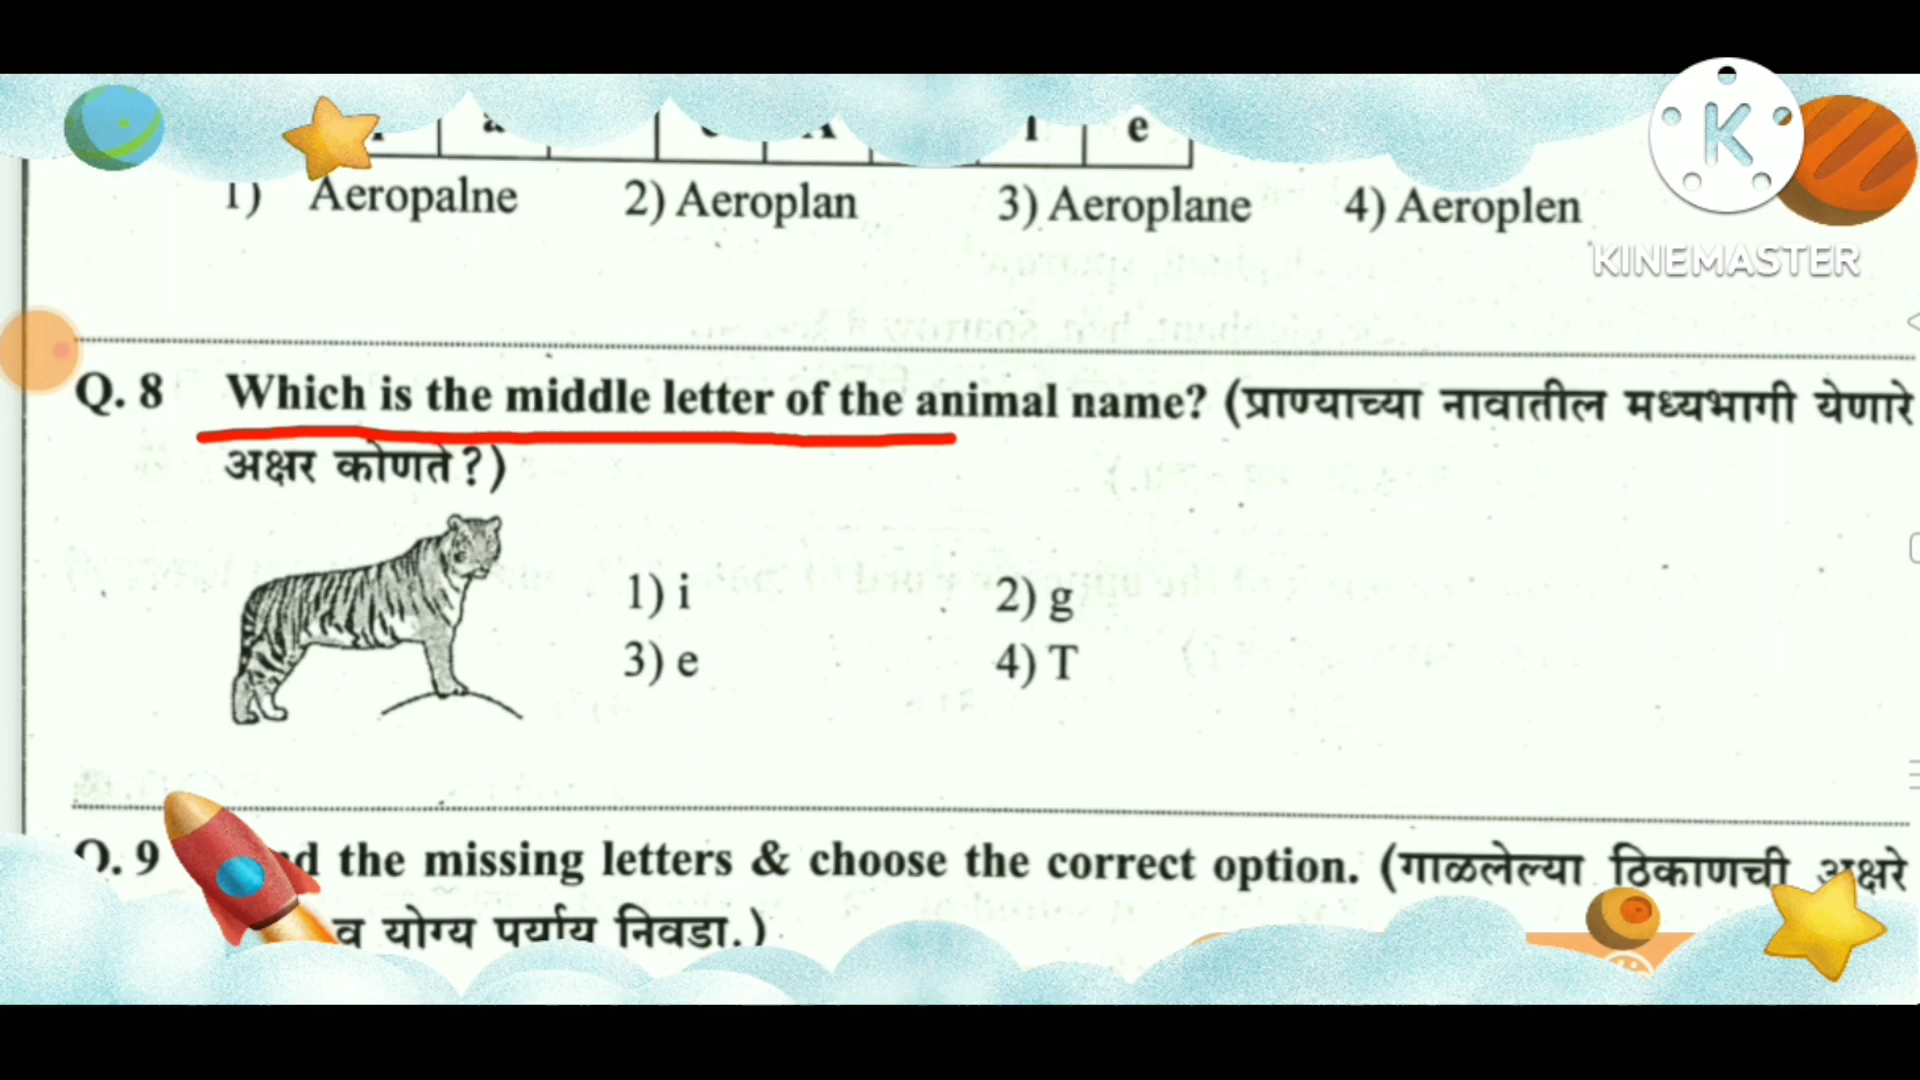 e
1) Aeropalne 2) Aeroplan 3) Aeroplane 4) Aeroplen
KINEMASTER
Q. 8 Which is the middle letter of the animal name? (प्राण्याच्या नावातील मध्यभागी येणारे
अक्षर कोणते?)
1) i 2) g
3) e 4) T
Q. 9 the missing letters & choose the correct option. (गाळलेल्या ठिकाणची अक्षरे
व योग्य पर्याय निवडा.)